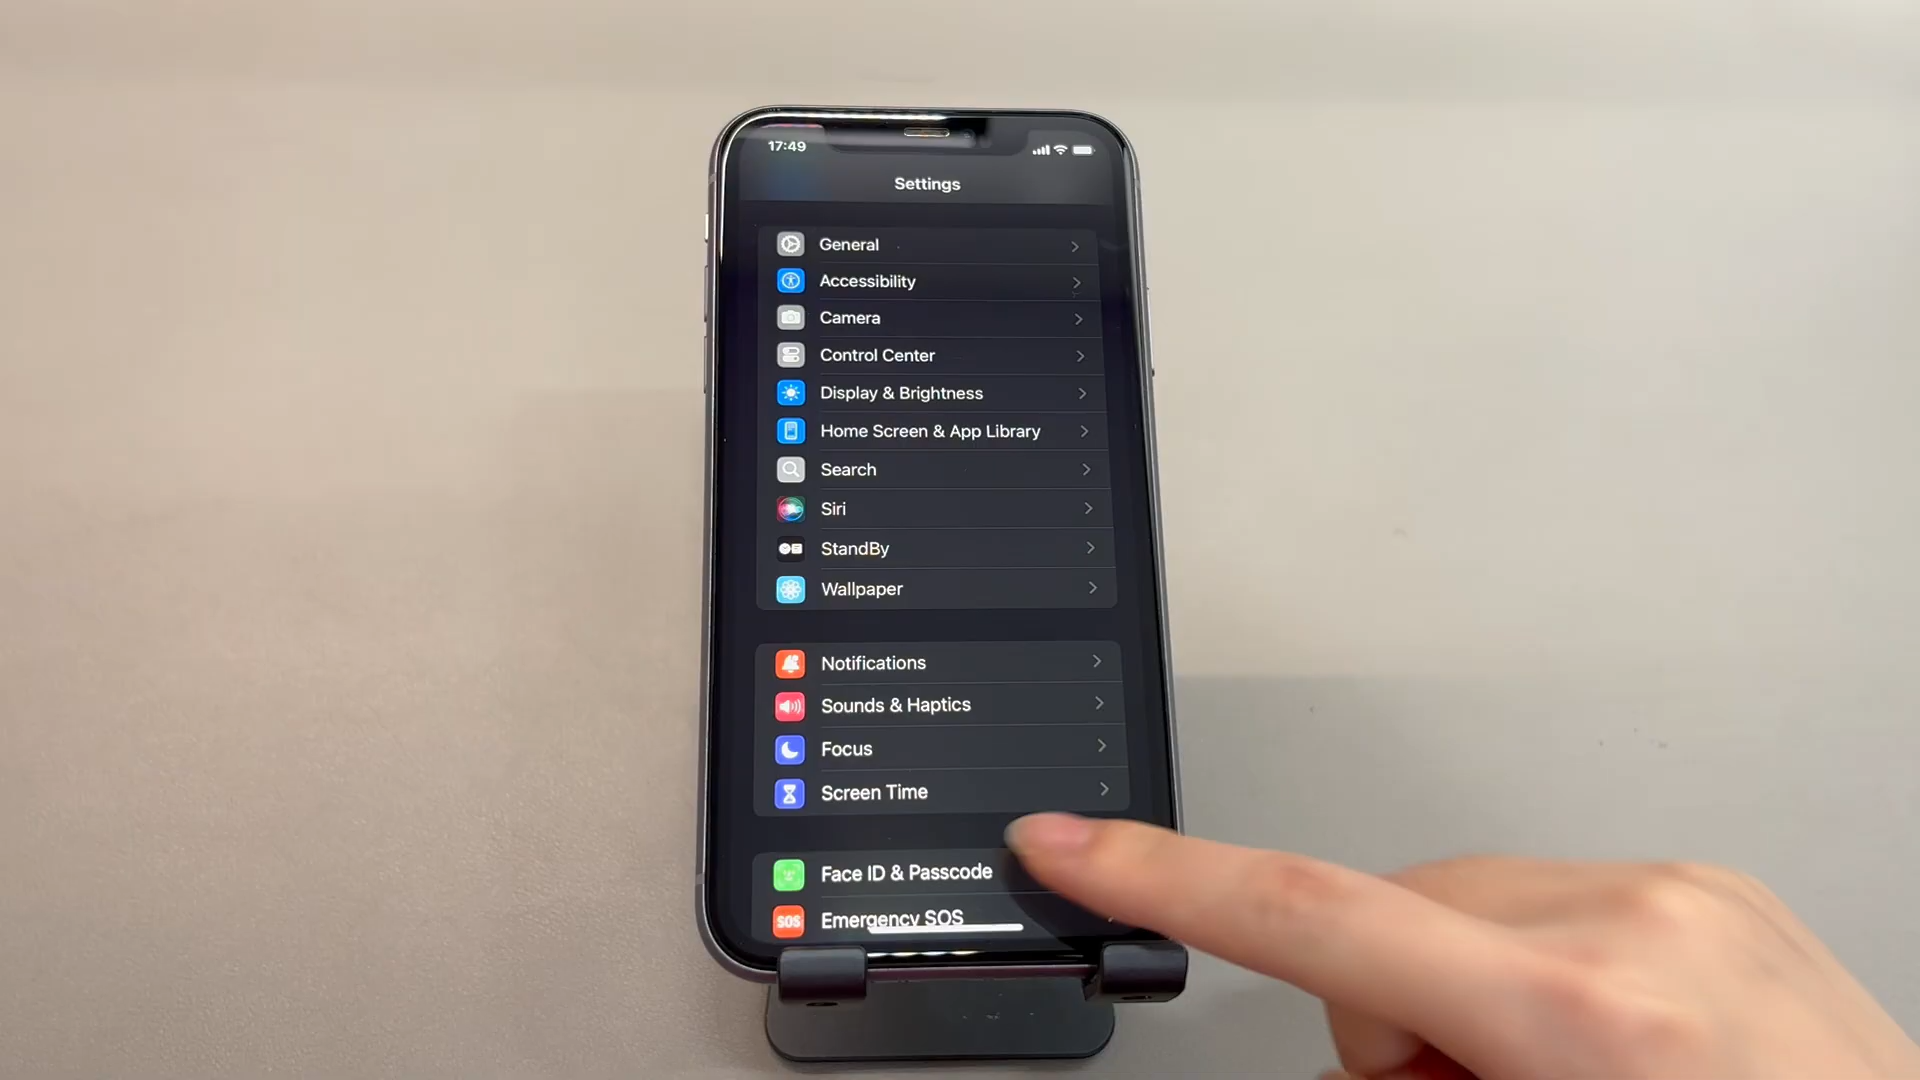 17:49
Settings
General
Accessibility
Camera
Control Center
Display & Brightness
Home Screen & App Library
Search
Siri
StandBy
Wallpaper
Notifications
Sounds & Haptics
Focus
Screen Time
Face ID & Passcode
SOS Emergency SOS